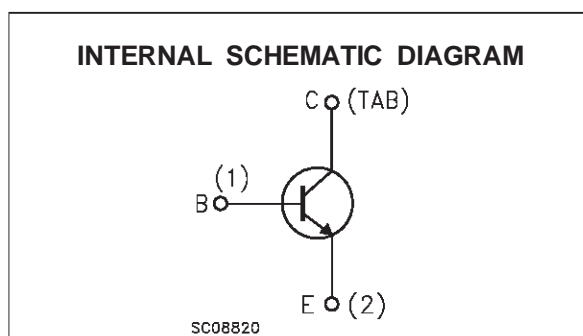 INTERNAL SCHEMATIC DIAGRAM
C (TAB)
(1)
B
E (2)
SC08820